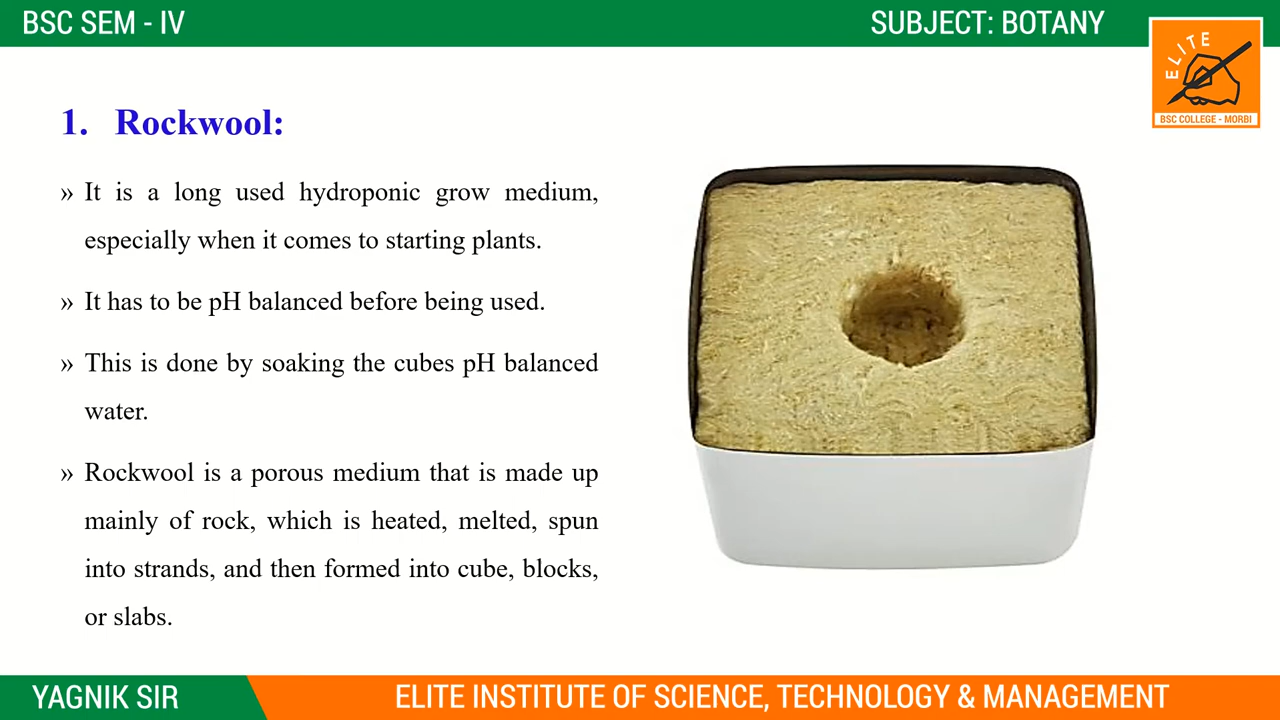 BSC SEM - IV
SUBJECT: BOTANY
ELITE
BSC COLLEGE - MORBI
1. Rockwool:
» It is a long used hydroponic grow medium,
especially when it comes to starting plants.
» It has to be pH balanced before being used.
» This is done by soaking the cubes pH balanced
water.
» Rockwool is a porous medium that is made up
mainly of rock, which is heated, melted, spun
into strands, and then formed into cube, blocks,
or slabs.
YAGNIK SIR
ELITE INSTITUTE OF SCIENCE, TECHNOLOGY & MANAGEMENT